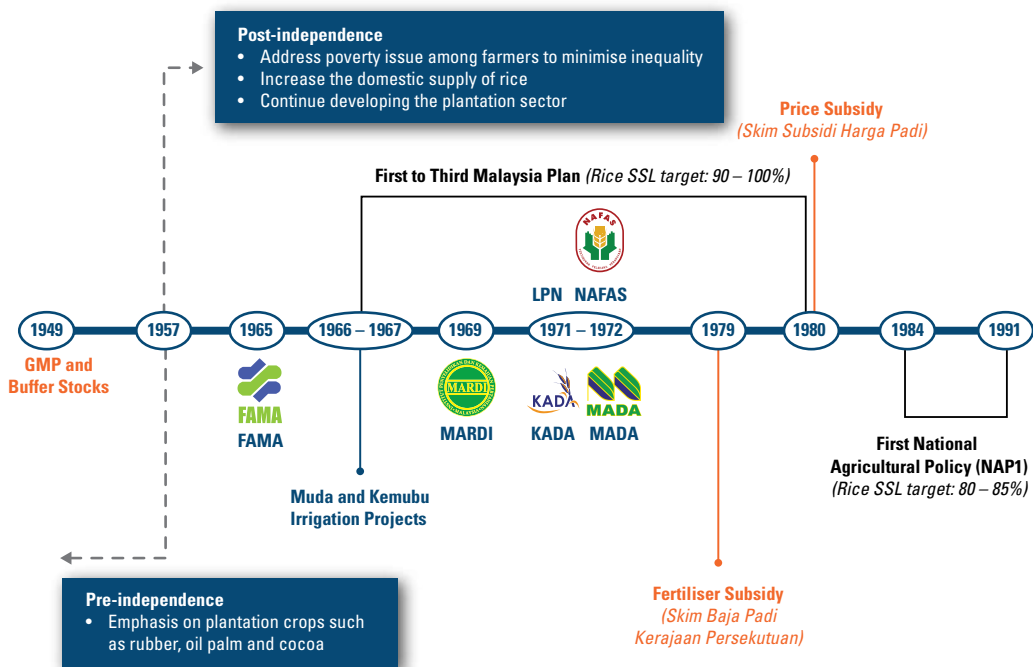 Post-independence
• Address poverty issue among farmers to minimise inequality
• Increase the domestic supply of rice
• Continue developing the plantation sector
Price Subsidy
(Skim Subsidi Harga Padi)
First to Third Malaysia Plan (Rice SSL target: 90 – 100%)
NAFAS
LPN NAFAS
1949
1957
1965
1966 – 1967
1969
1971 – 1972
1979
1980
1984
1991
GMP and
Buffer Stocks
FAMA
FAMA
MARDI
MARDI
KADA
MADA
KADA MADA
Muda and Kemubu
Irrigation Projects
First National
Agricultural Policy (NAP1)
(Rice SSL target: 80 – 85%)
Pre-independence
• Emphasis on plantation crops such
as rubber, oil palm and cocoa
Fertiliser Subsidy
(Skim Baja Padi
Kerajaan Persekutuan)